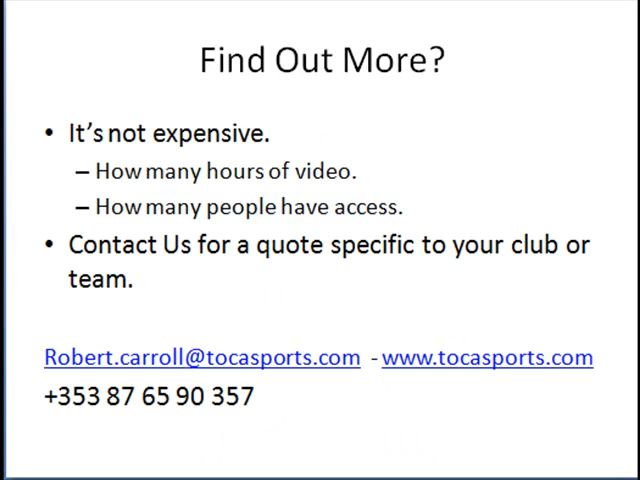 Find Out More?
• It's not expensive.
– How many hours of video.
– How many people have access.
• Contact Us for a quote specific to your club or
team.
Robert.carroll@tocasports.com - www.tocasports.com
+353 87 65 90 357